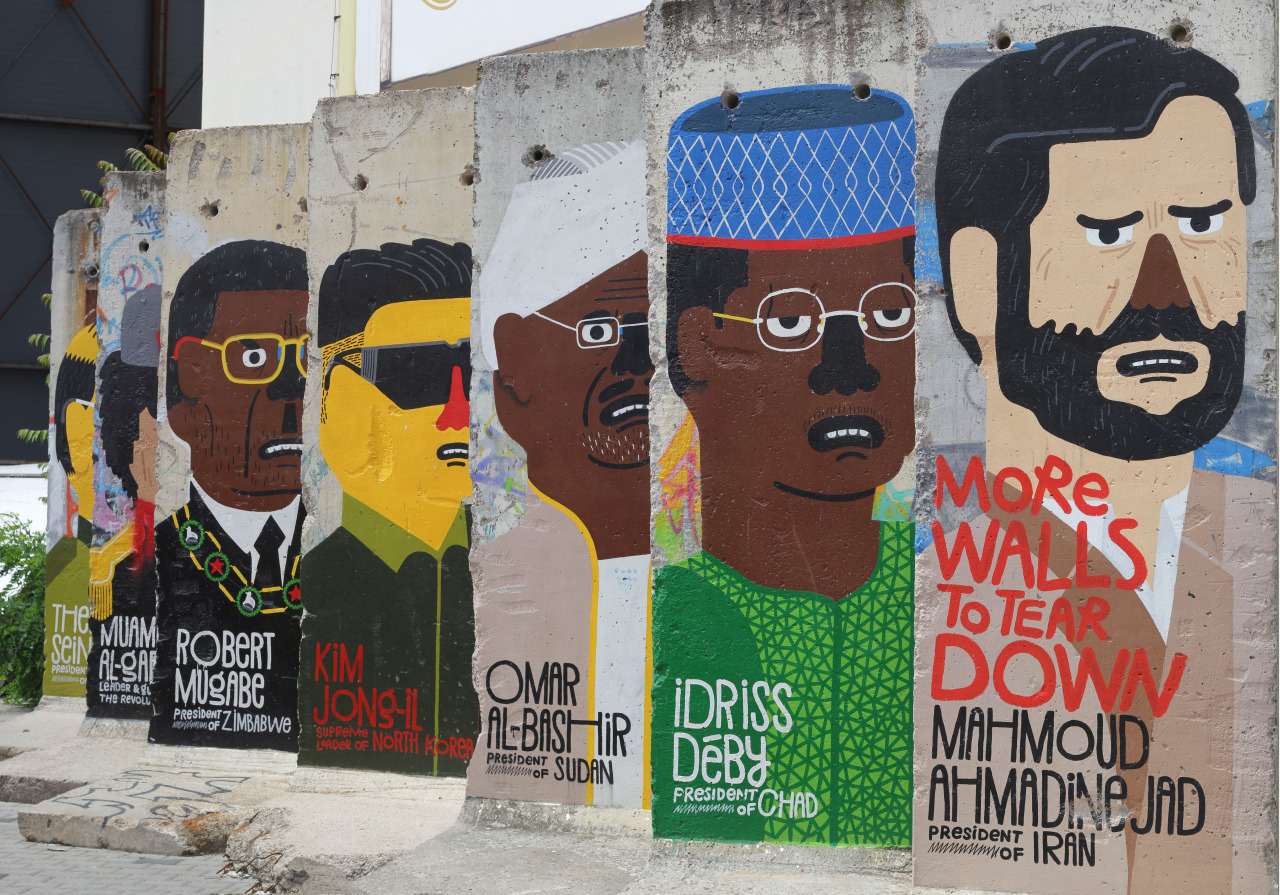 THE
SEIN
PRESIDENT
MUAM
AL-GAF
LEADER & GU
THE REVOLU
ROBERT
MUGABE
PRESIDENT
OF ZIMBABWE
KIM
JONG-IL
SUPREME
LEADER OF NORTH KOREA
OMAR
AL-BASHIR
PRESIDENT
OF SUDAN
IDRISS
DéBY
PRESIDENT
OF CHAD
MORe
WALLS
TO TEAR
DOWN
MAHMOUD
AHMADINEJAD
PRESIDENT
OF IRAN